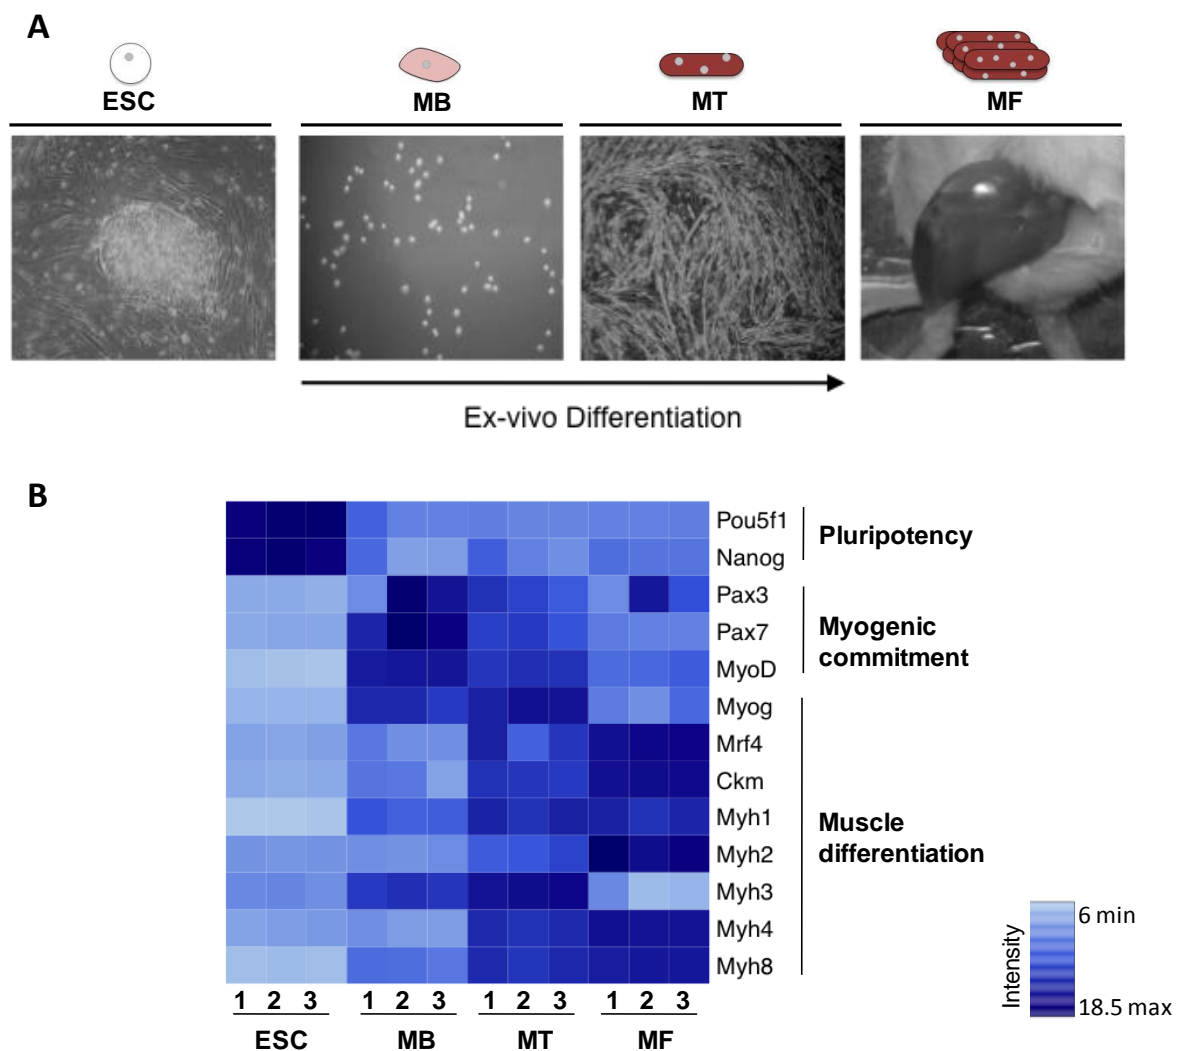 A
ESC
MB
MT
MF
Ex-vivo Differentiation
B
Pou5f1
Nanog
Pax3
Pax7
MyoD
Myog
Mrf4
Ckm
Myh1
Myh2
Myh3
Myh4
Myh8
Pluripotency
Myogenic
commitment
Muscle
differentiation
Intensity
6 min
18.5 max
1 2 3 1 2 3 1 2 3 1 2 3
ESC MB MT MF